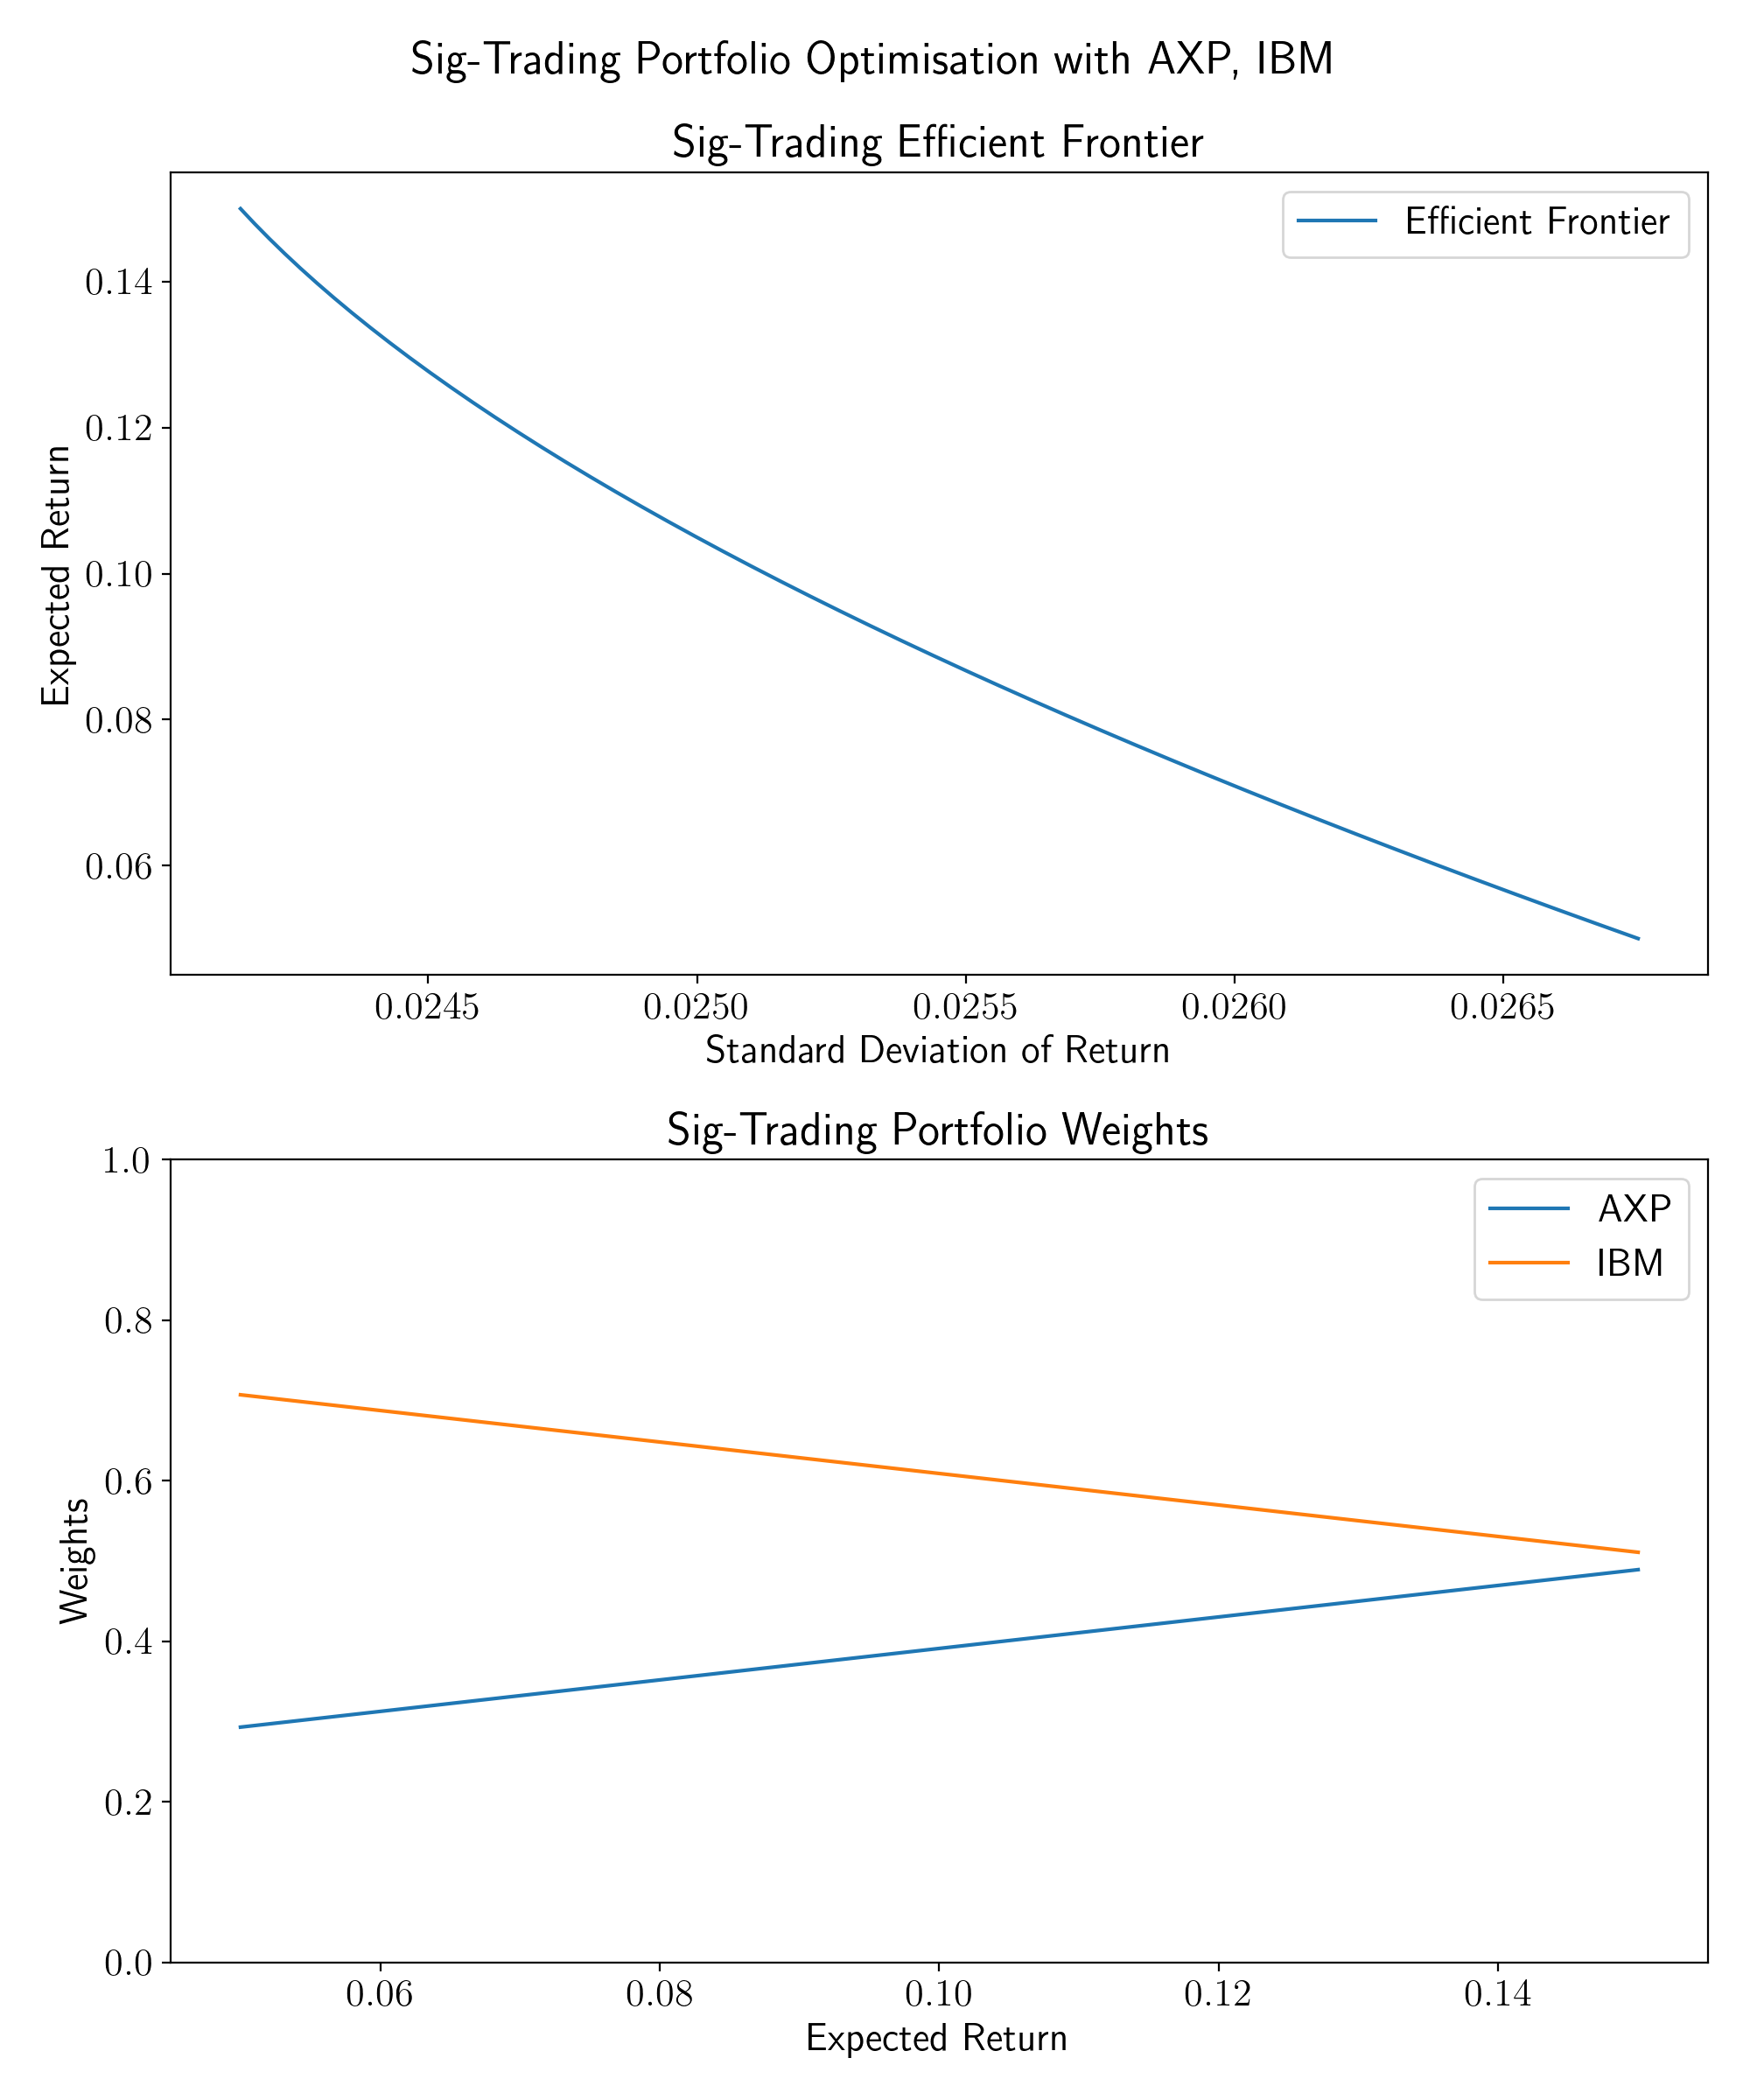 Sig-Trading Portfolio Optimisation with AXP, IBM
Sig-Trading Efficient Frontier
Efficient Frontier
Expected Return
0.14
0.12
0.10
0.08
0.06
0.0245 0.0250 0.0255 0.0260 0.0265
Standard Deviation of Return
Sig-Trading Portfolio Weights
AXP
IBM
Weights
1.0
0.8
0.6
0.4
0.2
0.0
0.06 0.08 0.10 0.12 0.14
Expected Return